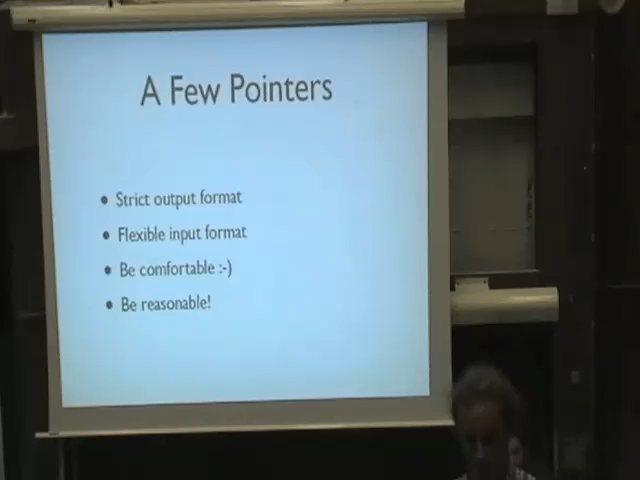 A Few Pointers
• Strict output format
• Flexible input format
• Be comfortable :-)
• Be reasonable!